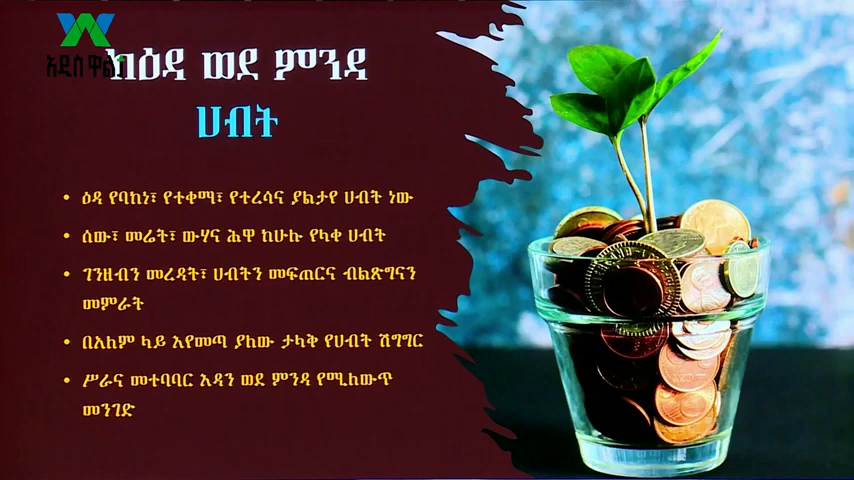 አዲስ ዋልታ
ከዕዳ ወደ ምንዳ
ሀብት
• ዕዳ የባከነ፣ የተቀማ፣ የተረሳና ያልታየ ሀብት ነው
• ሰው፣ መሬት፣ ውሃና ሕዋ ከሁሉ የላቀ ሀብት
• ገንዘብን መረዳት፣ ሀብትን መፍጠርና ብልጽግናን
መምራት
• በአለም ላይ እየመጣ ያለው ታላቅ የሀብት ሽግግር
• ሥራና መተባባር እዳን ወደ ምንዳ የሚለውጥ
መንገድ